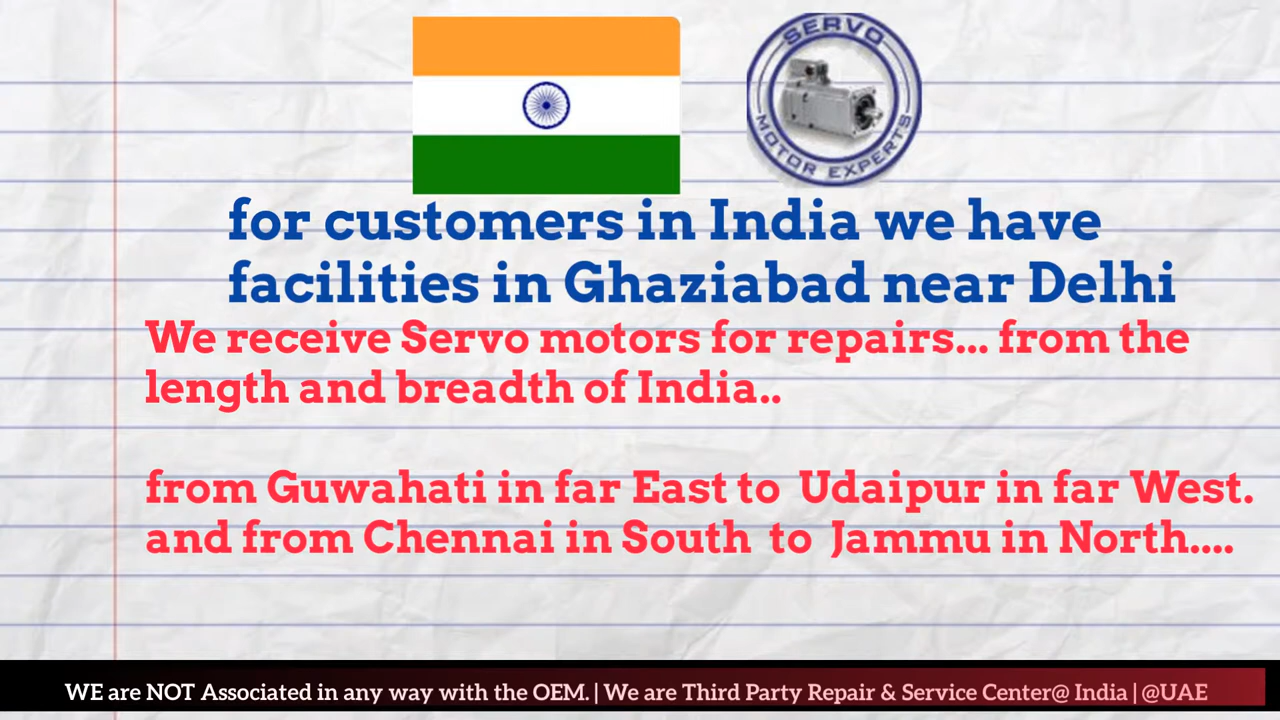 SERVO
MOTOR EXPERTS
for customers in India we have
facilities in Ghaziabad near Delhi
We receive Servo motors for repairs... from the
length and breadth of India..
from Guwahati in far East to Udaipur in far West.
and from Chennai in South to Jammu in North....
WE are NOT Associated in any way with the OEM. | We are Third Party Repair & Service Center@ India | @UAE